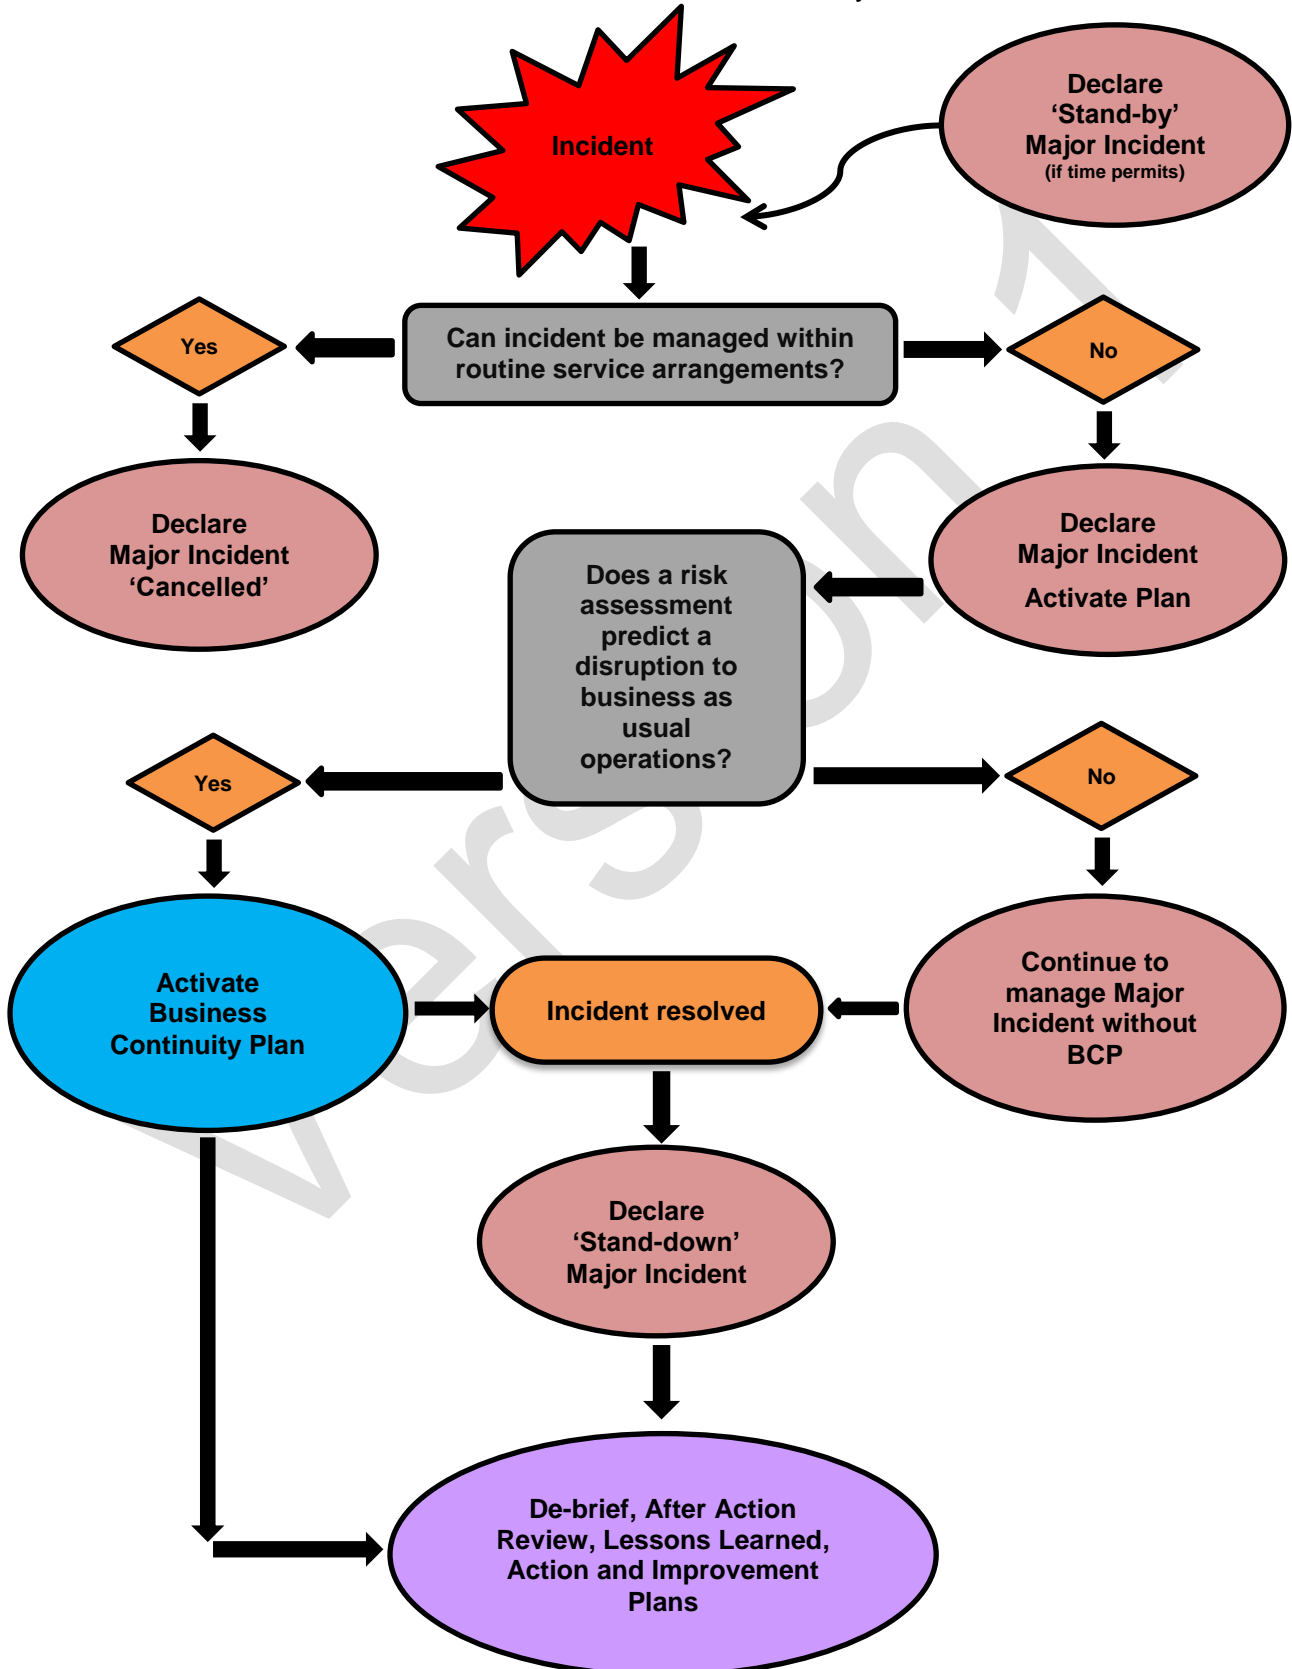 Declare
‘Stand-by’
Major Incident
(if time permits)
Incident
Can incident be managed within
routine service arrangements?
Yes
No
Declare
Major Incident
‘Cancelled’
Declare
Major Incident
Activate Plan
Does a risk
assessment
predict a
disruption to
business as
usual
operations?
Yes
No
Activate
Business
Continuity Plan
Incident resolved
Continue to
manage Major
Incident without
BCP
Declare
‘Stand-down’
Major Incident
De-brief, After Action
Review, Lessons Learned,
Action and Improvement
Plans
Version 1